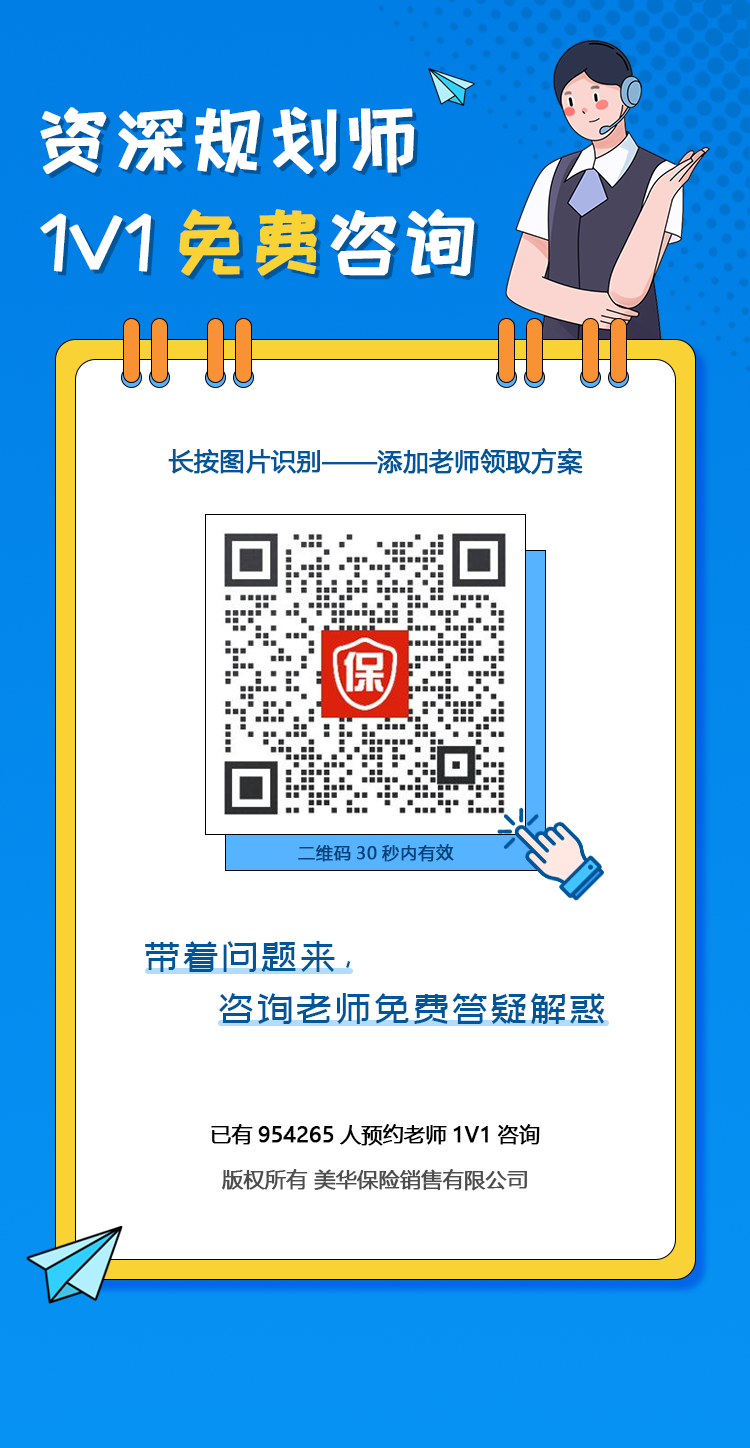 资深规划师
1V1免费咨询
长按图片识别——添加老师领取方案
保
二维码 30 秒内有效
带着问题来，
咨询老师免费答疑解惑
已有 954265 人预约老师 1V1 咨询
版权所有 美华保险销售有限公司